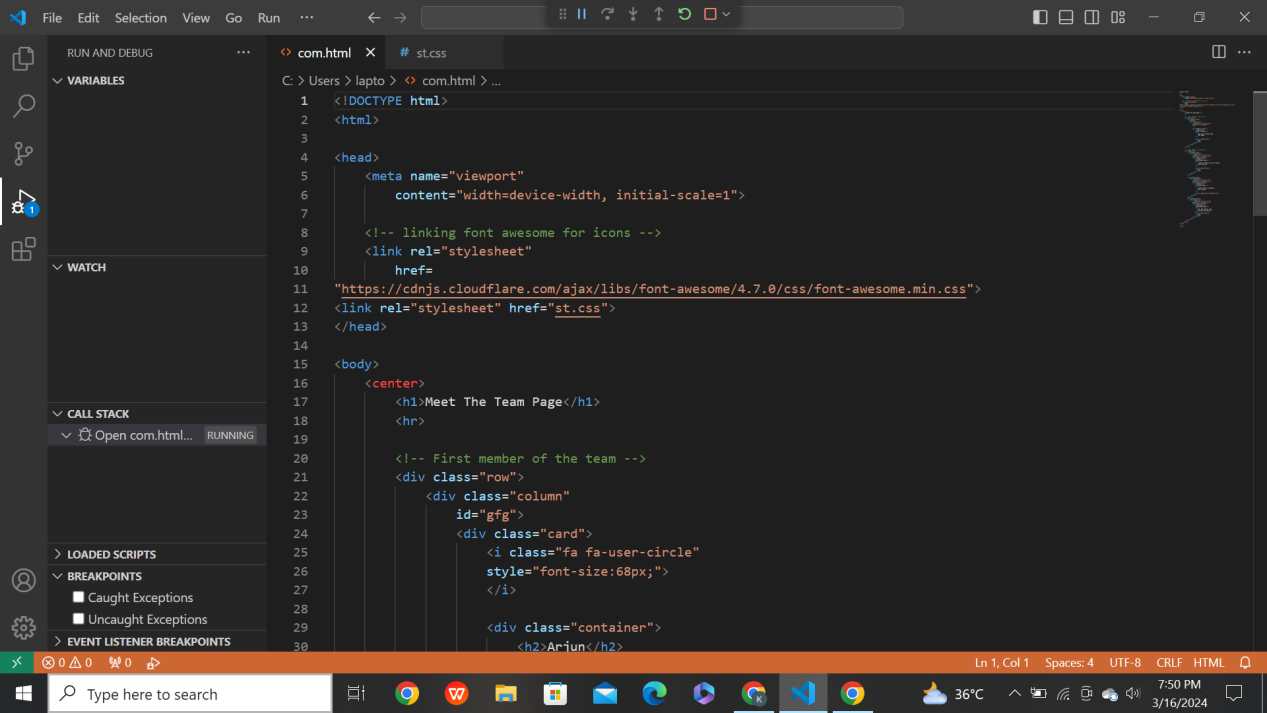 File Edit Selection View Go Run ···
RUN AND DEBUG ···
com.html
# st.css
C: > Users > lapto > com.html > ...
VARIABLES
WATCH
CALL STACK
Open com.html... RUNNING
LOADED SCRIPTS
BREAKPOINTS
Caught Exceptions
Uncaught Exceptions
EVENT LISTENER BREAKPOINTS
1 <!DOCTYPE html>
2 <html>
3
4 <head>
5 <meta name="viewport"
6 content="width=device-width, initial-scale=1">
7
8 <!-- linking font awesome for icons -->
9 <link rel="stylesheet"
10 href=
11 "https://cdnjs.cloudflare.com/ajax/libs/font-awesome/4.7.0/css/font-awesome.min.css">
12 <link rel="stylesheet" href="st.css">
13 </head>
14
15 <body>
16 <center>
17 <h1>Meet The Team Page</h1>
18 <hr>
19
20 <!-- First member of the team -->
21 <div class="row">
22 <div class="column"
23 id="gfg">
24 <div class="card">
25 <i class="fa fa-user-circle"
26 style="font-size:68px;">
27 </i>
28
29 <div class="container">
30 <h2>Arjun</h2>
1
0 0 0
Ln 1, Col 1 Spaces: 4 UTF-8 CRLF HTML
Type here to search
W
K
36°C
7:50 PM
3/16/2024